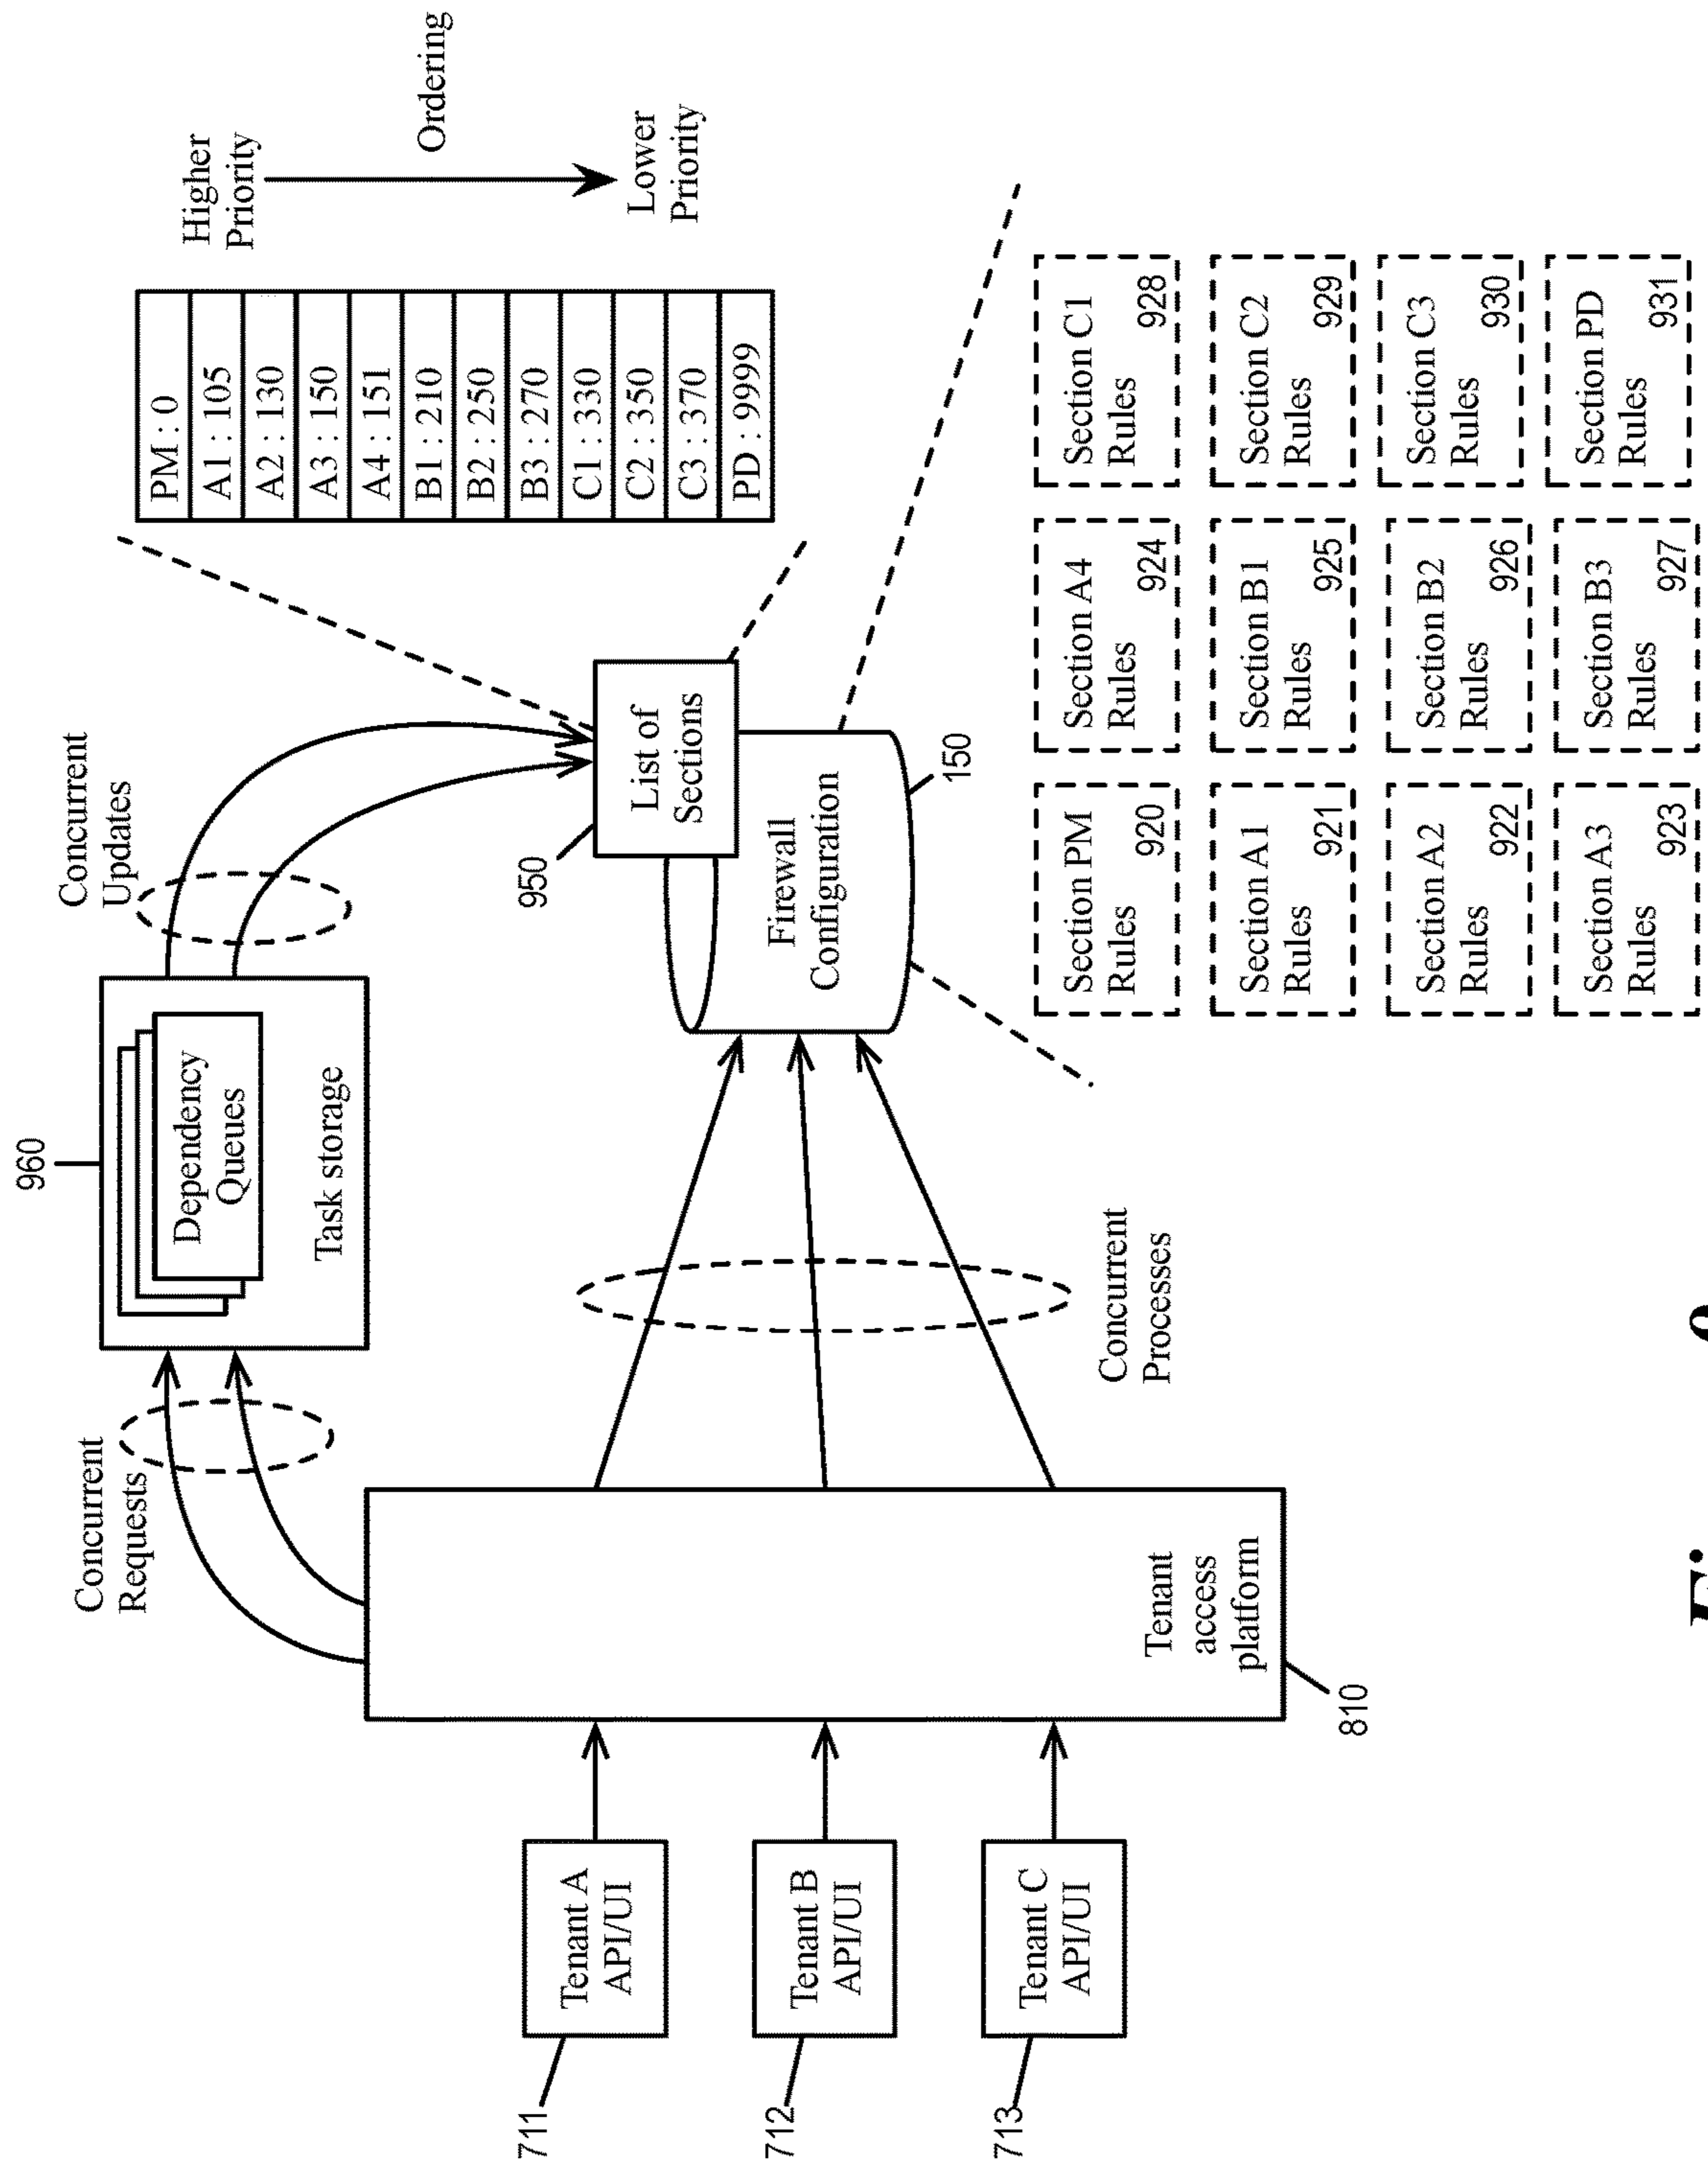 960
Concurrent
Requests
Dependency
Queues
Task storage
Concurrent
Updates
PM : 0
A1 : 105
A2 : 130
A3 : 150
A4 : 151
B1 : 210
B2 : 250
B3 : 270
C1 : 330
C2 : 350
C3 : 370
PD : 9999
Higher
Priority
Ordering
Lower
Priority
711
Tenant A
API/UI
712
Tenant B
API/UI
713
Tenant C
API/UI
Tenant
access
platform
810
Concurrent
Processes
950
List of
Sections
Firewall
Configuration
150
Section PM
Rules
920
Section A4
Rules
924
Section C1
Rules
928
Section A1
Rules
921
Section B1
Rules
925
Section C2
Rules
929
Section A2
Rules
922
Section B2
Rules
926
Section C3
Rules
930
Section A3
Rules
923
Section B3
Rules
927
Section PD
Rules
931